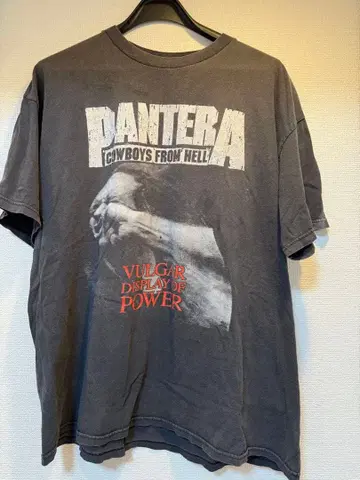 PANTERA
COWBOYS FROM HELL
VULGAR
DISPLAY OF
POWER